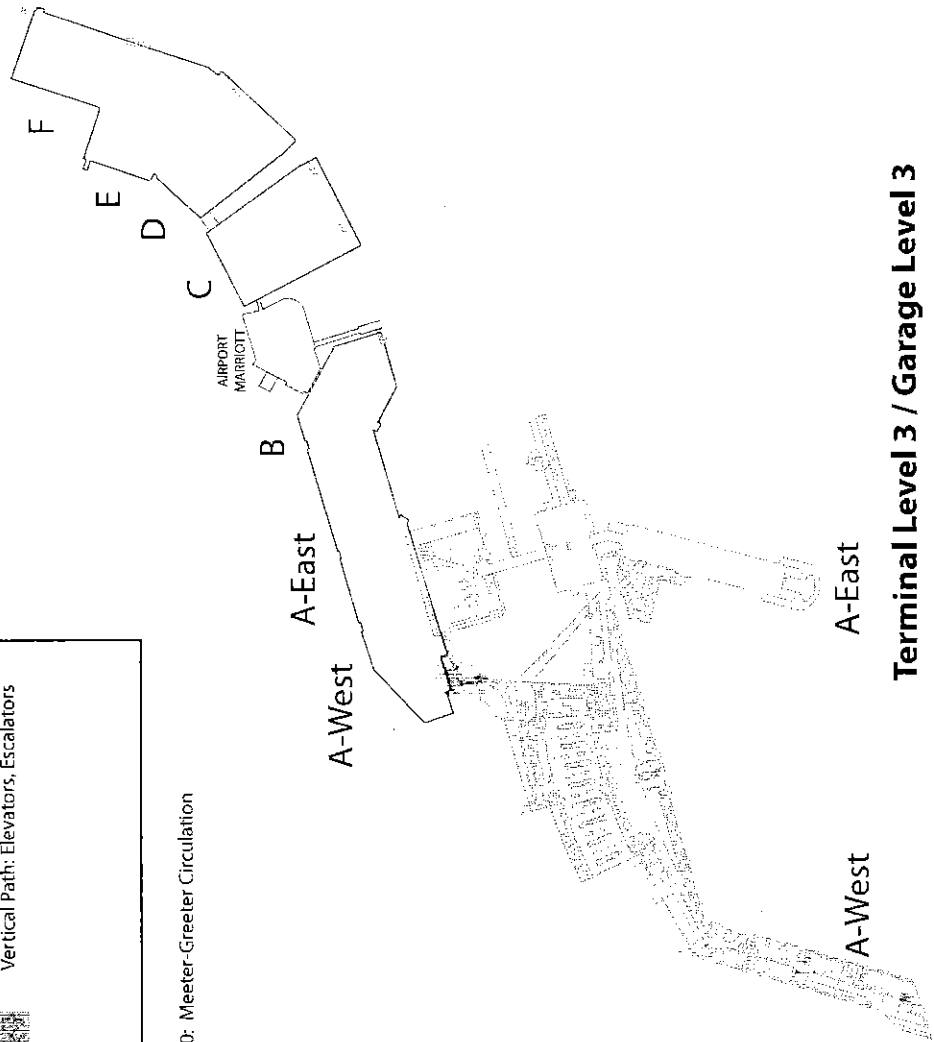 Vertical Path: Elevators, Escalators
0: Meeter-Greeter Circulation
F
E
D
C
AIRPORT
MARRIOTT
B
A-East
A-West
A-East
A-West
Terminal Level 3 / Garage Level 3